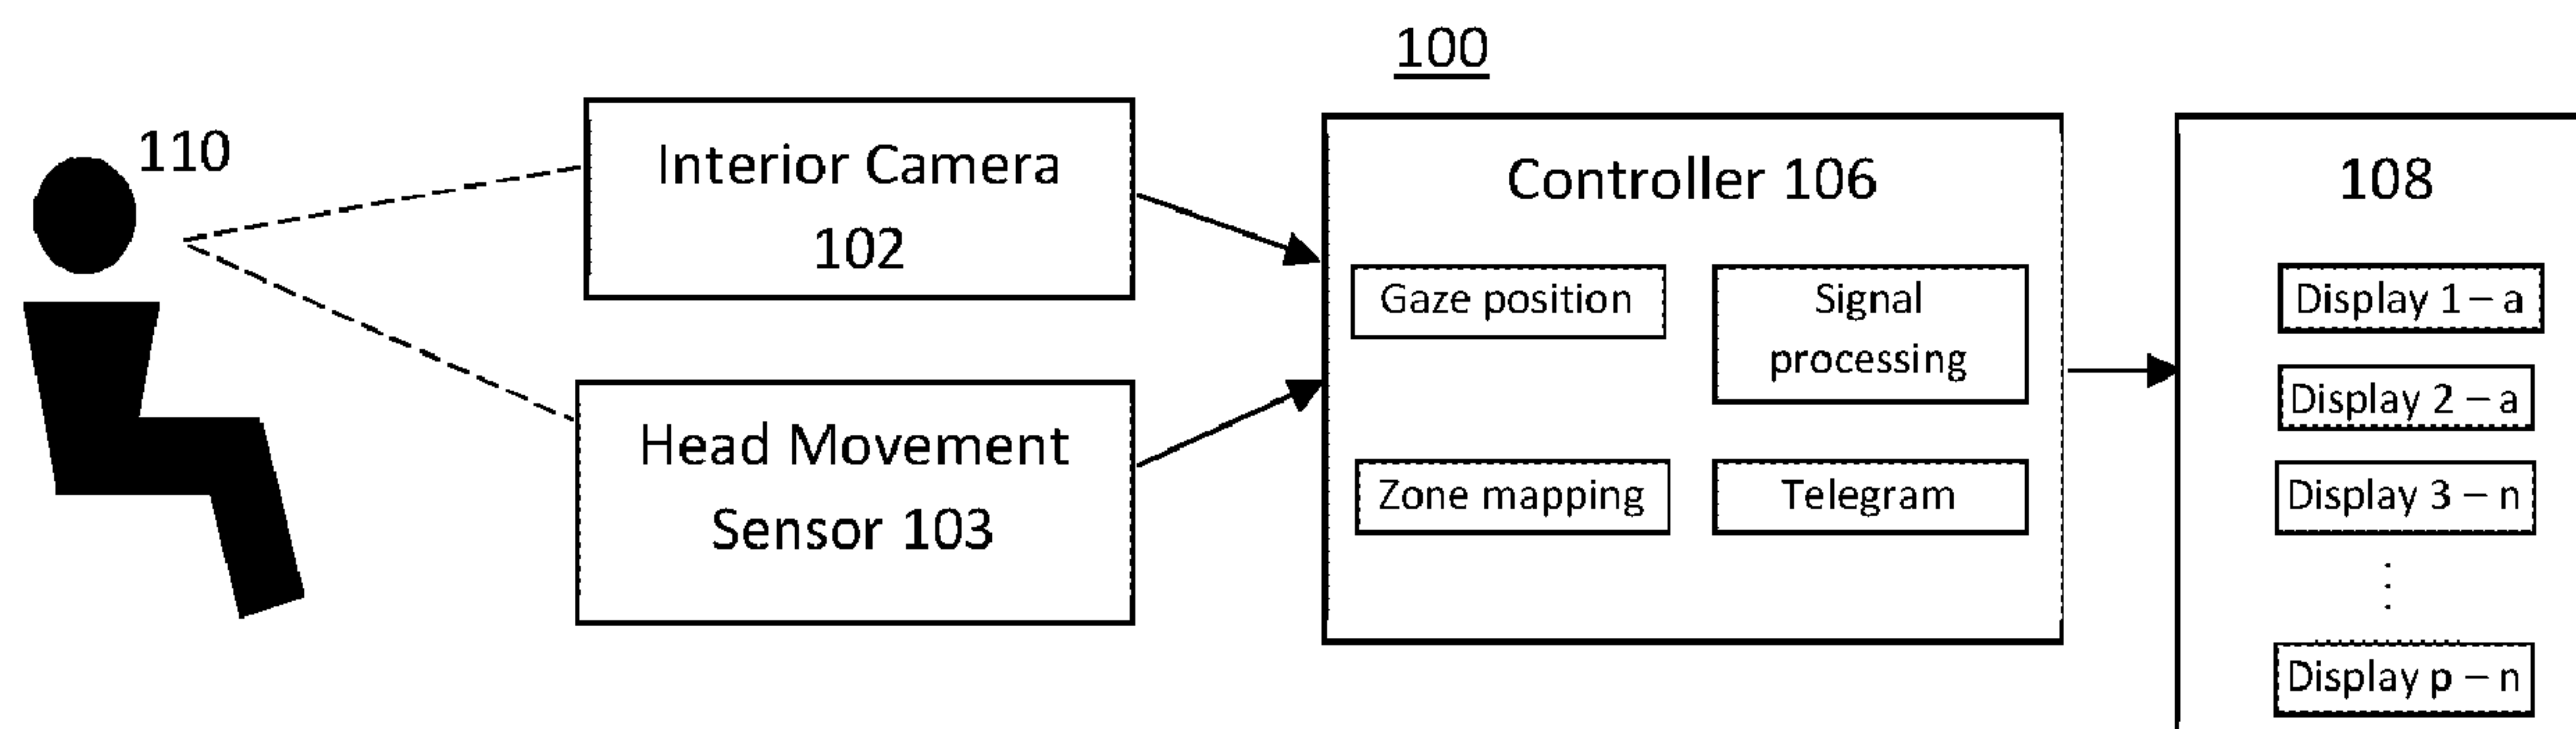 100
110
Interior Camera
102
Head Movement
Sensor 103
Controller 106
Gaze position
Signal
processing
Zone mapping
Telegram
108
Display 1 – a
Display 2 – a
Display 3 – n
⋮
Display p – n